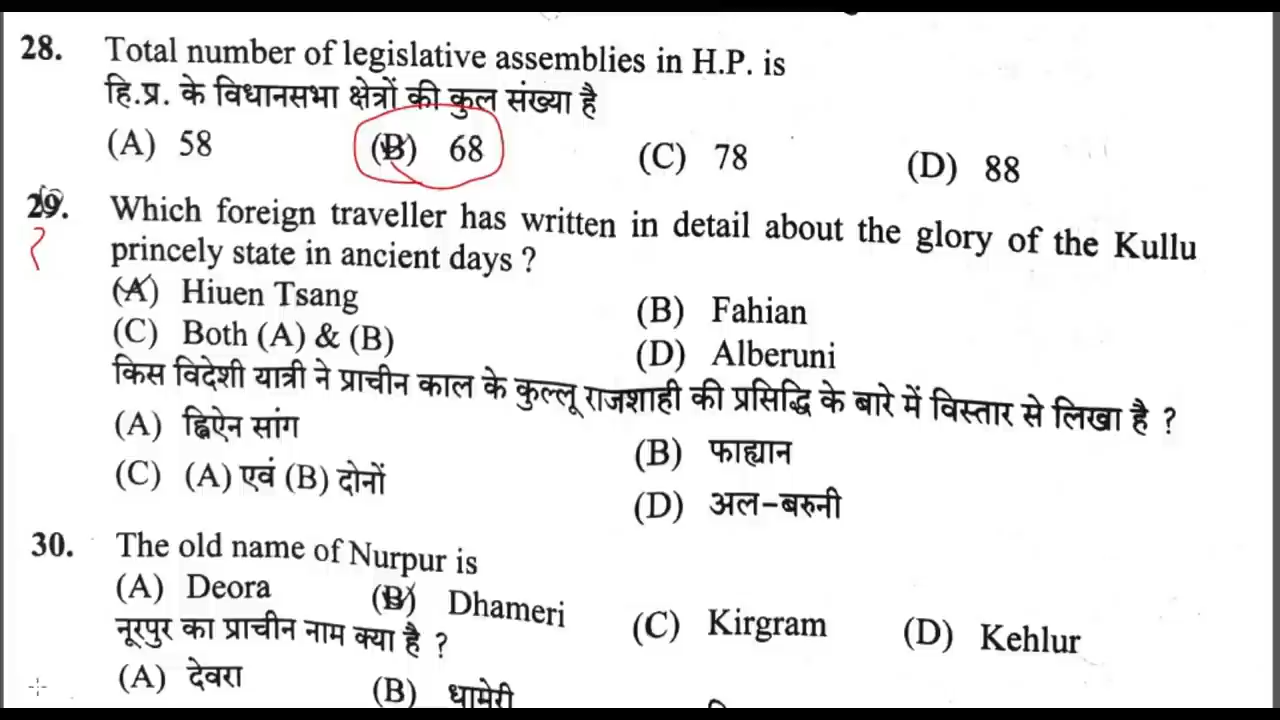 28. Total number of legislative assemblies in H.P. is
हि.प्र. के विधानसभा क्षेत्रों की कुल संख्या है
(A) 58 (B) 68 (C) 78 (D) 88
29. Which foreign traveller has written in detail about the glory of the Kullu
princely state in ancient days ?
(A) Hiuen Tsang (B) Fahian
(C) Both (A) & (B) (D) Alberuni
किस विदेशी यात्री ने प्राचीन काल के कुल्लू राजशाही की प्रसिद्धि के बारे में विस्तार से लिखा है ?
(A) ह्विऐन सांग (B) फाह्यान
(C) (A) एवं (B) दोनों (D) अल-बरुनी
30. The old name of Nurpur is
(A) Deora (B) Dhameri (C) Kirgram (D) Kehlur
नूरपुर का प्राचीन नाम क्या है ?
(A) देवरा (B) धामेरी